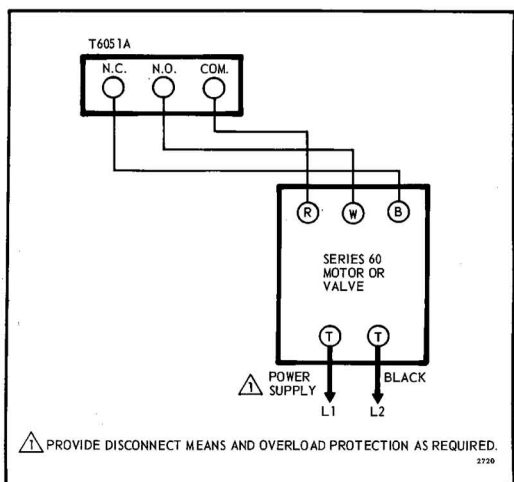 T6051A
N.C. N.O. COM.
R W B
SERIES 60
MOTOR OR
VALVE
T T
1 POWER
SUPPLY
BLACK
L1 L2
1 PROVIDE DISCONNECT MEANS AND OVERLOAD PROTECTION AS REQUIRED.
2720